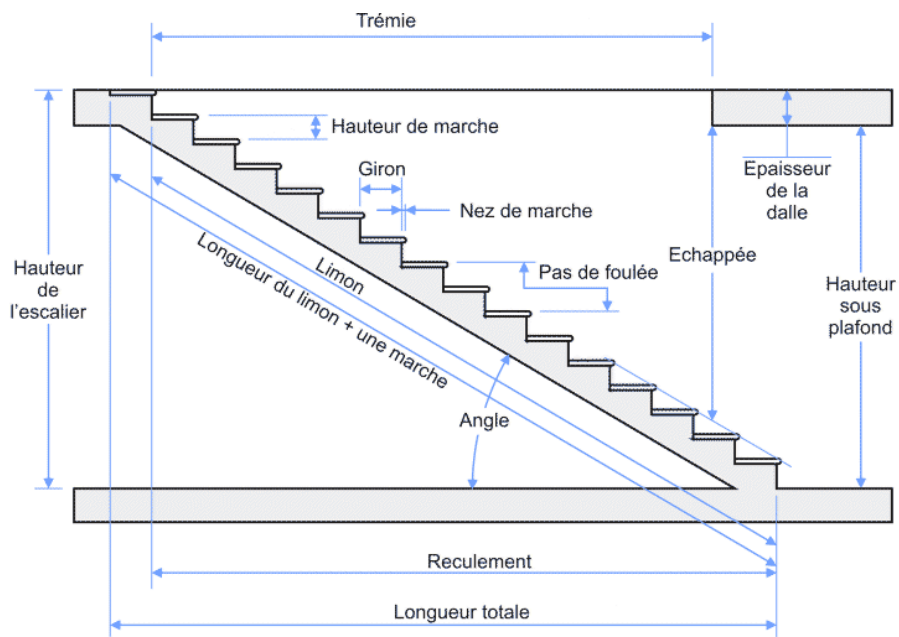 Trémie
Hauteur de marche
Giron
Nez de marche
Epaisseur
de la
dalle
Hauteur
de
l'escalier
Limon
Longueur du limon + une marche
Pas de foulée
Echappée
Hauteur
sous
plafond
Angle
Reculement
Longueur totale